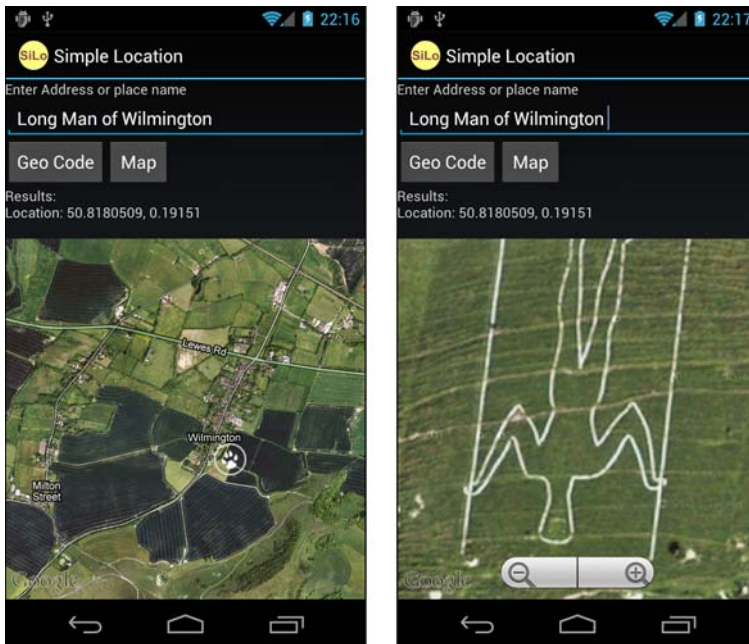 22:16
SiLo Simple Location
Enter Address or place name
Long Man of Wilmington
Geo Code Map
Results:
Location: 50.8180509, 0.19151
Lewes Rd
Wilmington
Milton
Street
Google
22:17
SiLo Simple Location
Enter Address or place name
Long Man of Wilmington
Geo Code Map
Results:
Location: 50.8180509, 0.19151
Google